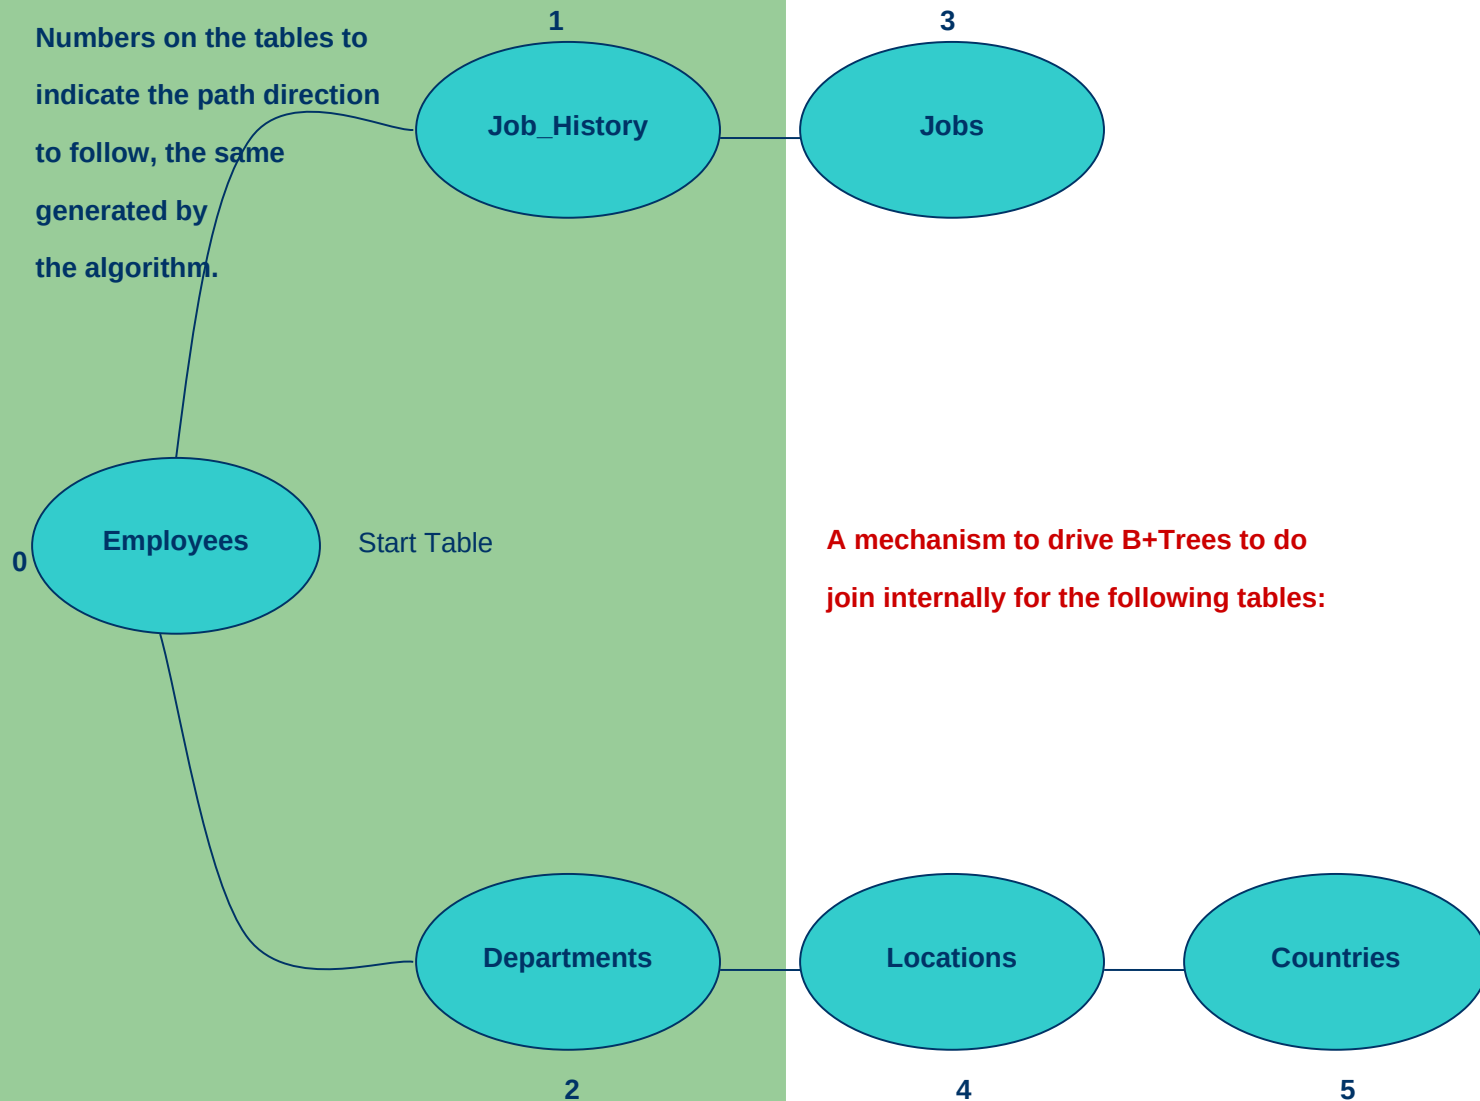 Numbers on the tables to
indicate the path direction
to follow, the same
generated by
the algorithm.
1
3
Job_History
Jobs
0
Employees
Start Table
A mechanism to drive B+Trees to do
join internally for the following tables:
Departments
Locations
Countries
2
4
5